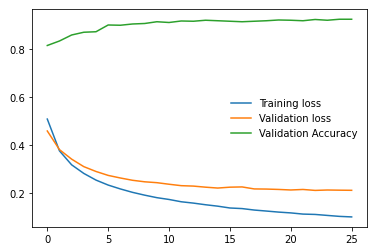 0.8
0.6
0.4
0.2
Training loss
Validation loss
Validation Accuracy
0 5 10 15 20 25